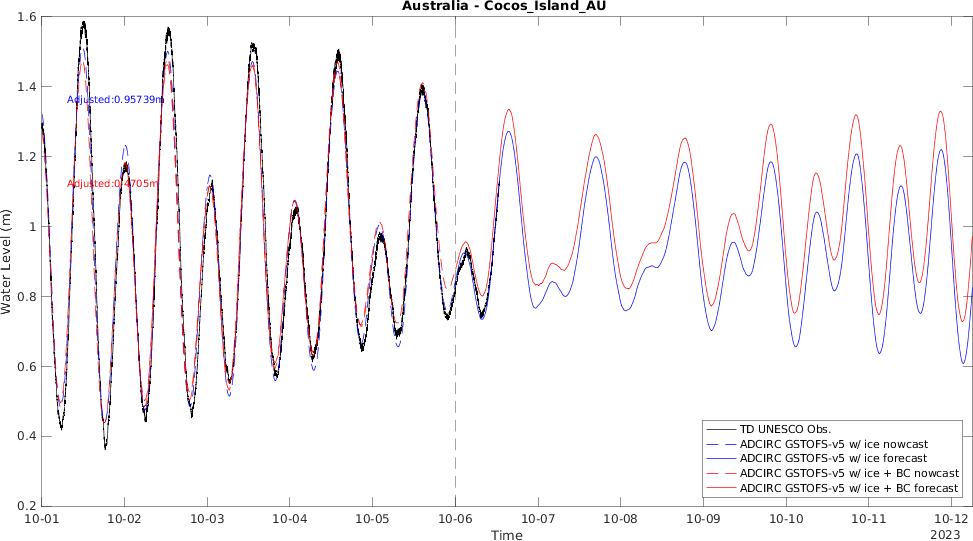 Australia - Cocos_Island_AU
1.6
1.4
1.2
1
0.8
0.6
0.4
0.2
Water Level (m)
Adjusted:0.95739m
Adjusted:0.4705m
TD UNESCO Obs.
ADCIRC GSTOFS-v5 w/ ice nowcast
ADCIRC GSTOFS-v5 w/ ice forecast
ADCIRC GSTOFS-v5 w/ ice + BC nowcast
ADCIRC GSTOFS-v5 w/ ice + BC forecast
10-01 10-02 10-03 10-04 10-05 10-06 10-07 10-08 10-09 10-10 10-11 10-12
Time
2023